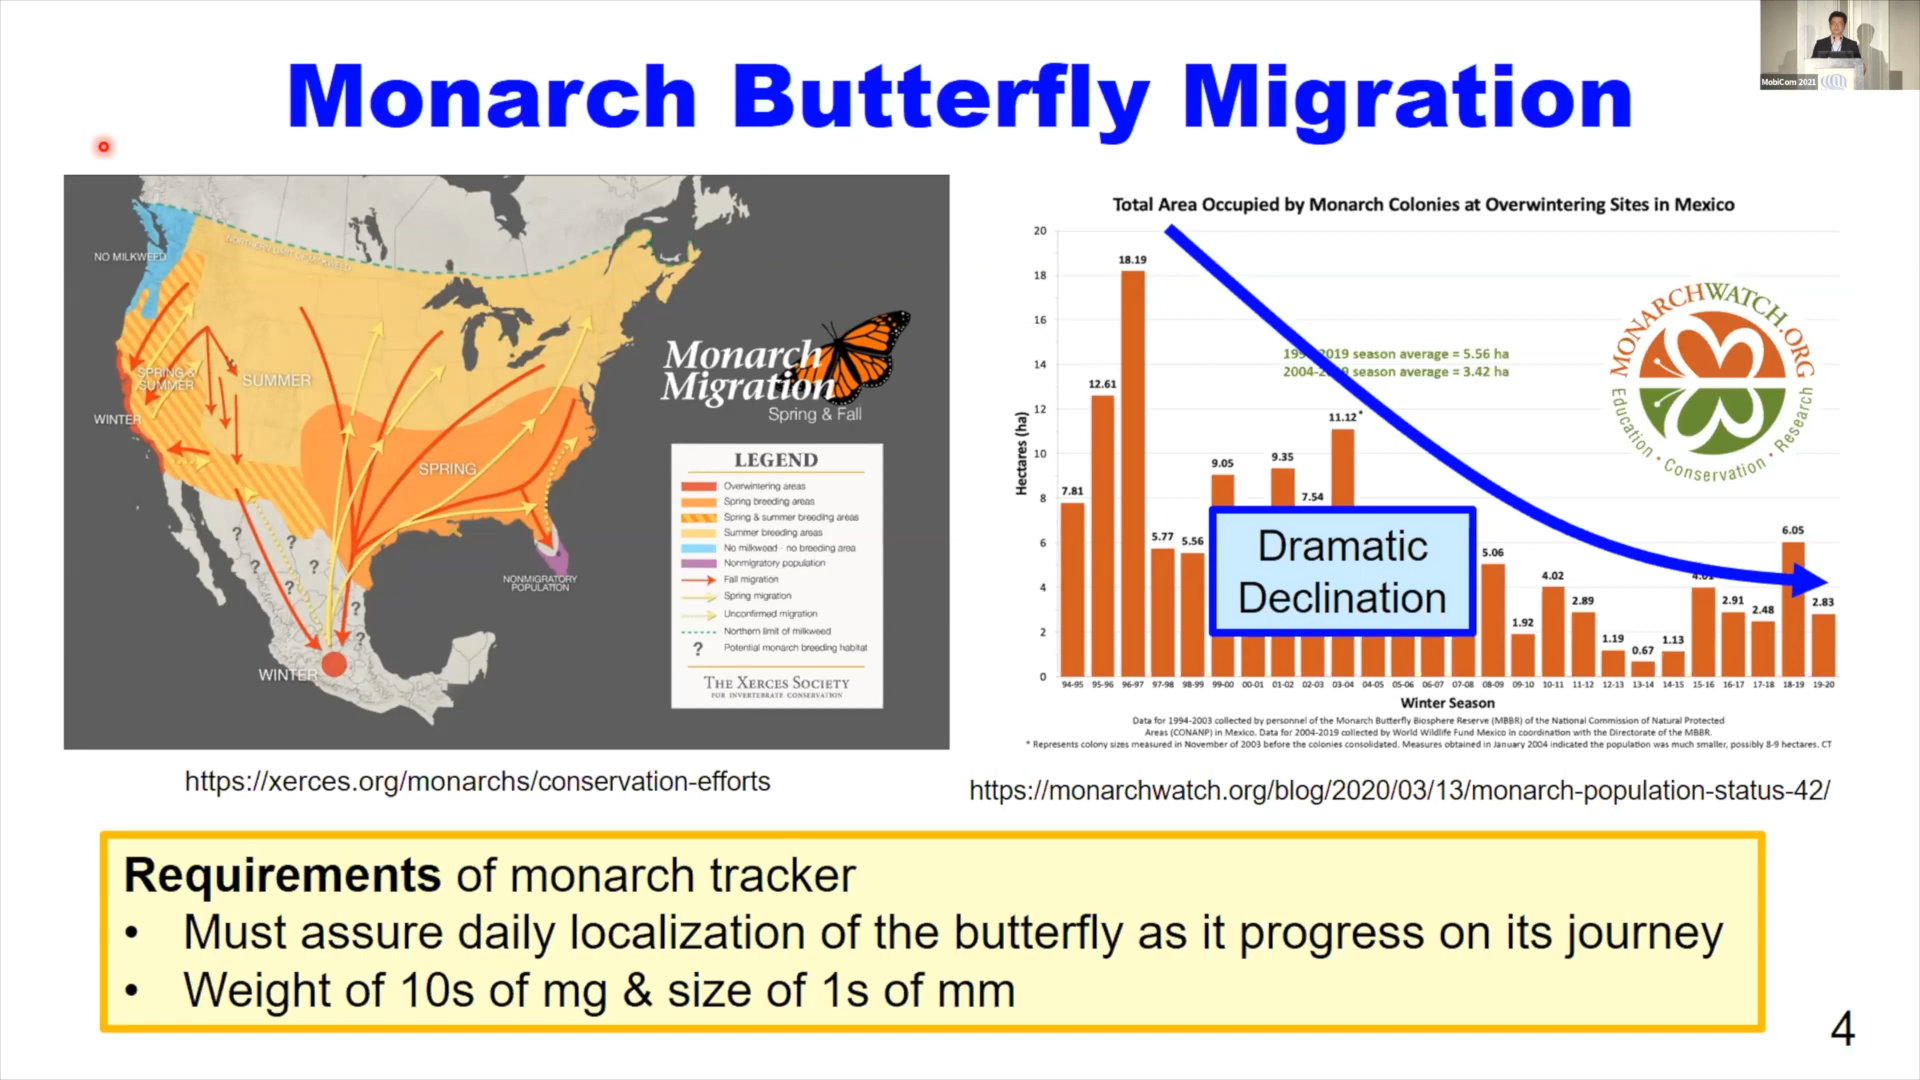 Monarch Butterfly Migration
MobiCom 2021
NO MILKWEED
NORTHERN LIMIT OF MILKWEED
SPRING &
SUMMER
SUMMER
WINTER
SPRING
NONMIGRATORY
POPULATION
WINTER
? ? ? ? ? ? ?
Monarch
Migration
Spring & Fall
LEGEND
Overwintering areas
Spring breeding areas
Spring & summer breeding areas
Summer breeding areas
No milkweed - no breeding area
Nonmigratory population
Fall migration
Spring migration
Unconfirmed migration
Northern limit of milkweed
? Potential monarch breeding habitat
THE XERCES SOCIETY
FOR INVERTEBRATE CONSERVATION
https://xerces.org/monarchs/conservation-efforts
Total Area Occupied by Monarch Colonies at Overwintering Sites in Mexico
2019 season average = 5.56 ha
season average = 3.42 ha
MONARCHWATCH.ORG
Education • Conservation • Research
Hectares (ha)
20
18
16
14
12
10
8
6
4
2
0
7.81 12.61 18.19 5.77 5.56 9.05 9.35 7.54 11.12* 5.06 1.92 4.02 2.89 1.19 0.67 1.13 2.91 2.48 6.05 2.83
Dramatic
Declination
94-95 95-96 96-97 97-98 98-99 99-00 00-01 01-02 02-03 03-04 04-05 05-06 06-07 07-08 08-09 09-10 10-11 11-12 12-13 13-14 14-15 15-16 16-17 17-18 18-19 19-20
Winter Season
Data for 1994-2003 collected by personnel of the Monarch Butterfly Biosphere Reserve (MBBR) of the National Commission of Natural Protected
Areas (CONANP) in Mexico. Data for 2004-2019 collected by World Wildlife Fund Mexico in coordination with the Directorate of the MBBR.
* Represents colony sizes measured in November of 2003 before the colonies consolidated. Measures obtained in January 2004 indicated the population was much smaller, possibly 8-9 hectares. CT
https://monarchwatch.org/blog/2020/03/13/monarch-population-status-42/
Requirements of monarch tracker
• Must assure daily localization of the butterfly as it progress on its journey
• Weight of 10s of mg & size of 1s of mm
4